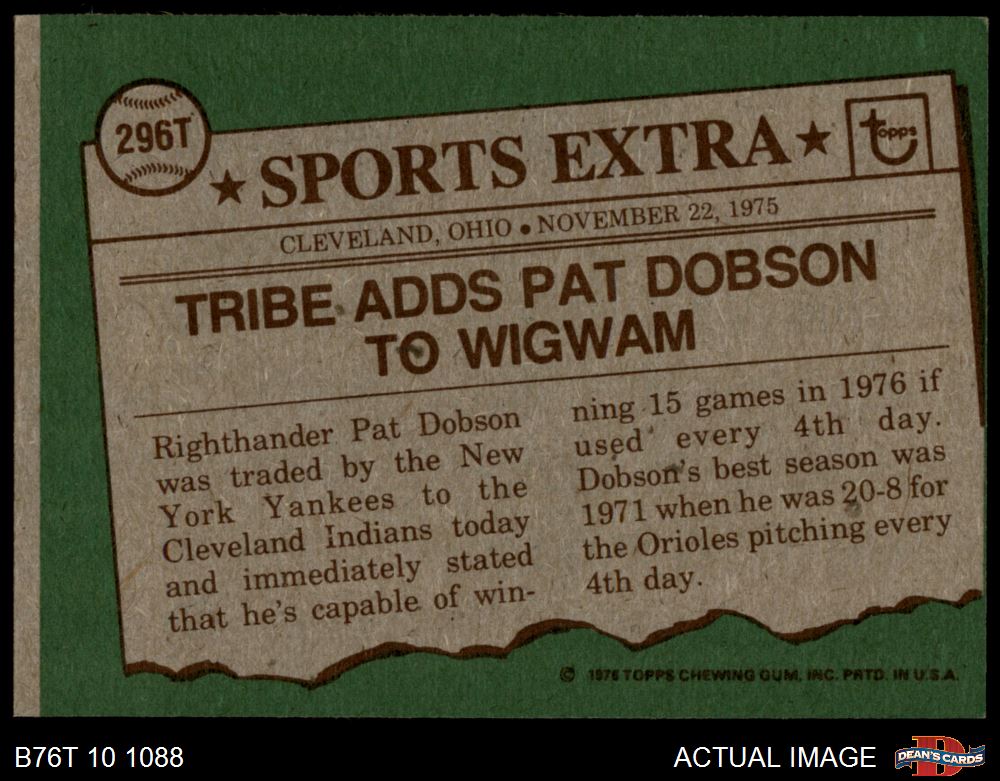 296T
★ SPORTS EXTRA ★
topps
CLEVELAND, OHIO • NOVEMBER 22, 1975
TRIBE ADDS PAT DOBSON
TO WIGWAM
Righthander Pat Dobson
was traded by the New
York Yankees to the
Cleveland Indians today
and immediately stated
that he's capable of win-
ning 15 games in 1976 if
used every 4th day.
Dobson's best season was
1971 when he was 20-8 for
the Orioles pitching every
4th day.
© 1976 TOPPS CHEWING GUM, INC. PRTD. IN U.S.A.
B76T 10 1088
ACTUAL IMAGE
DEAN'S CARDS